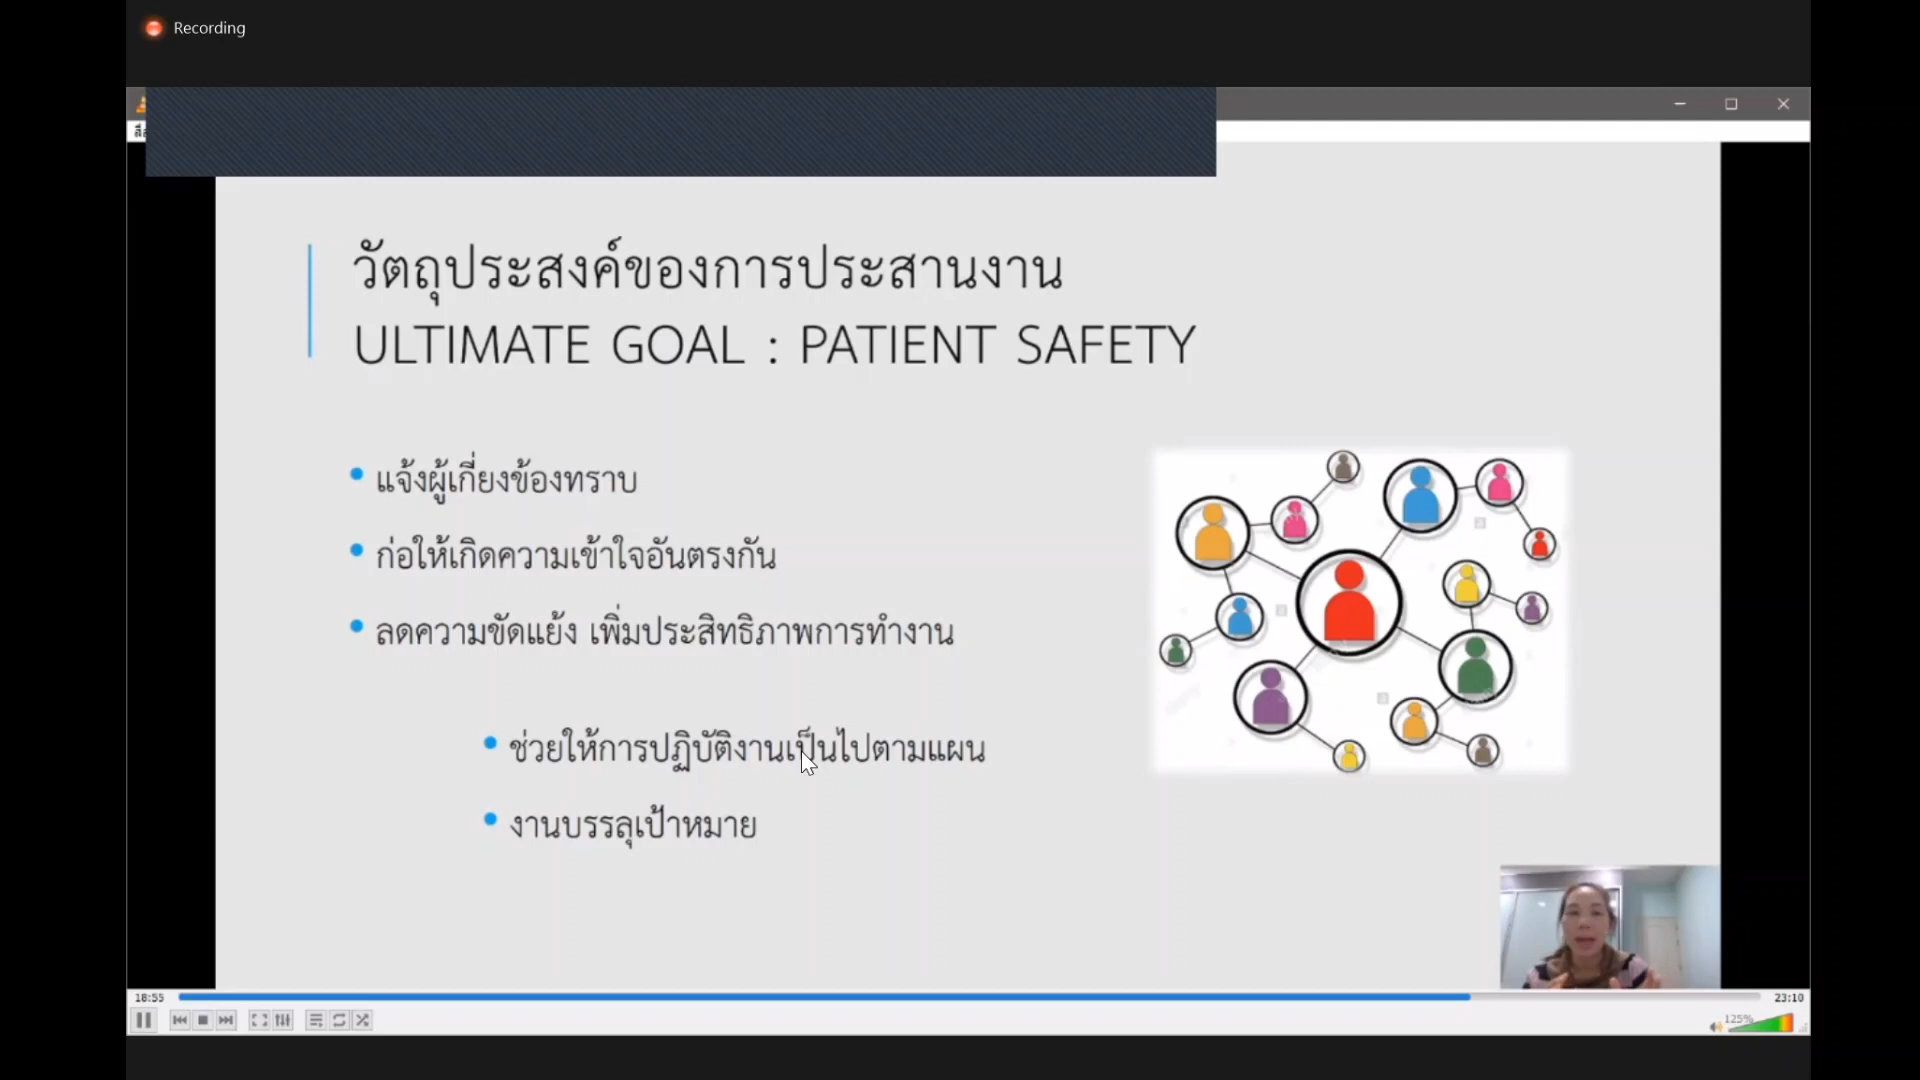 Recording
วัตถุประสงค์ของการประสานงาน
ULTIMATE GOAL : PATIENT SAFETY
แจ้งผู้เกี่ยงข้องทราบ
ก่อให้เกิดความเข้าใจอันตรงกัน
ลดความขัดแย้ง เพิ่มประสิทธิภาพการทำงาน
ช่วยให้การปฏิบัติงานเป็นไปตามแผน
งานบรรลุเป้าหมาย
18:55
23:10
125%